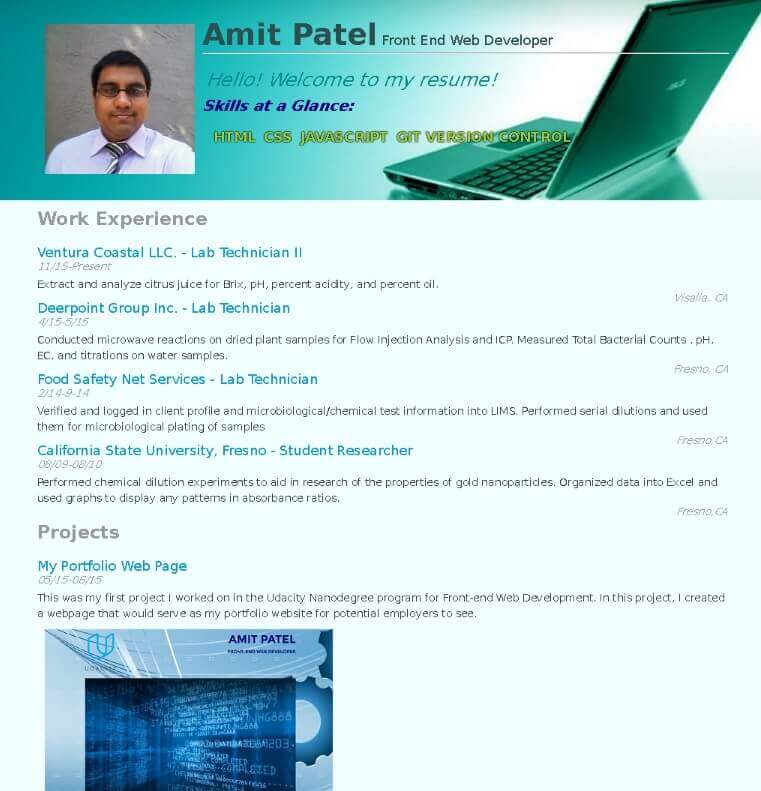 Amit Patel Front End Web Developer
Hello! Welcome to my resume!
Skills at a Glance:
HTML CSS JAVASCRIPT GIT VERSION CONTROL
ASUS
Work Experience
Ventura Coastal LLC. - Lab Technician II
11/15-Present
Extract and analyze citrus juice for Brix, pH, percent acidity, and percent oil.
Visalia, CA
Deerpoint Group Inc. - Lab Technician
4/15-5/15
Conducted microwave reactions on dried plant samples for Flow Injection Analysis and ICP. Measured Total Bacterial Counts , pH,
EC, and titrations on water samples.
Fresno, CA
Food Safety Net Services - Lab Technician
2/14-9-14
Verified and logged in client profile and microbiological/chemical test information into LIMS. Performed serial dilutions and used
them for microbiological plating of samples
Fresno,CA
California State University, Fresno - Student Researcher
08/09-08/10
Performed chemical dilution experiments to aid in research of the properties of gold nanoparticles. Organized data into Excel and
used graphs to display any patterns in absorbance ratios.
Fresno,CA
Projects
My Portfolio Web Page
05/15-06/15
This was my first project I worked on in the Udacity Nanodegree program for Front-end Web Development. In this project, I created
a webpage that would serve as my portfolio website for potential employers to see.
AMIT PATEL
FRONT-END WEB DEVELOPER
UDACITY